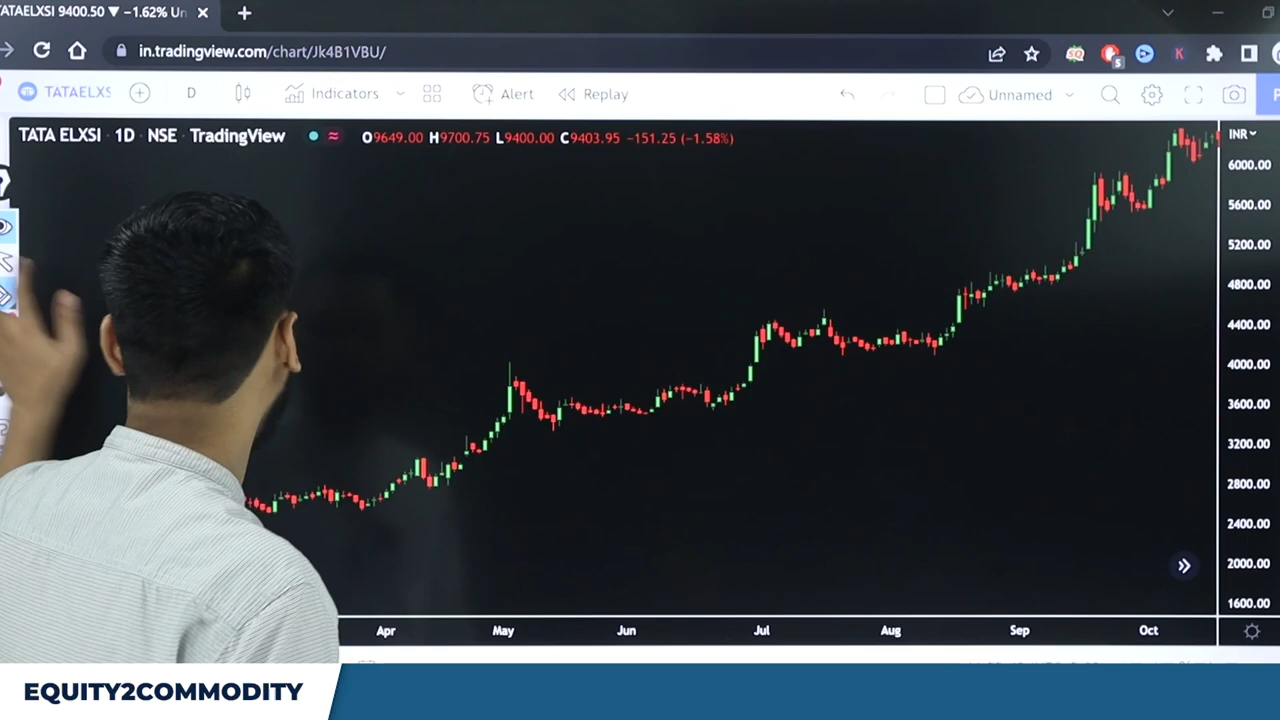 TATAELXSI 9400.50 ▼ −1.62% Un
in.tradingview.com/chart/Jk4B1VBU/
5
K
TATAELXS
D
Indicators
Alert
Replay
Unnamed
TATA ELXSI · 1D · NSE · TradingView
O9649.00 H9700.75 L9400.00 C9403.95 −151.25 (−1.58%)
INR
6000.00
5600.00
5200.00
4800.00
4400.00
4000.00
3600.00
3200.00
2800.00
2400.00
2000.00
1600.00
Apr May Jun Jul Aug Sep Oct
EQUITY2COMMODITY